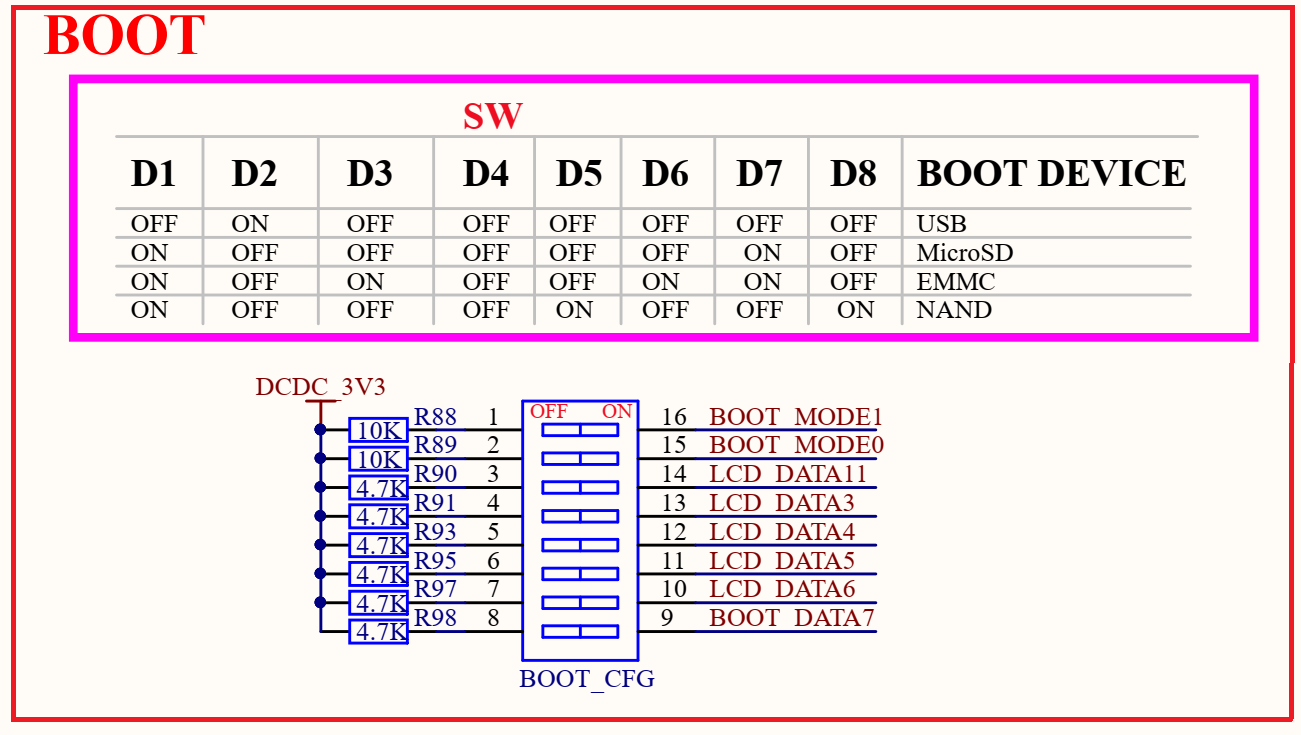 BOOT
SW
D1 D2 D3 D4 D5 D6 D7 D8 BOOT DEVICE
OFF ON OFF OFF OFF OFF OFF OFF USB
ON OFF OFF OFF OFF OFF ON OFF MicroSD
ON OFF ON OFF OFF ON ON OFF EMMC
ON OFF OFF OFF ON OFF OFF ON NAND
DCDC_3V3
OFF ON
10K R88 1 16 BOOT_MODE1
10K R89 2 15 BOOT_MODE0
4.7K R90 3 14 LCD_DATA11
4.7K R91 4 13 LCD_DATA3
4.7K R93 5 12 LCD_DATA4
4.7K R95 6 11 LCD_DATA5
4.7K R97 7 10 LCD_DATA6
4.7K R98 8 9 BOOT_DATA7
BOOT_CFG